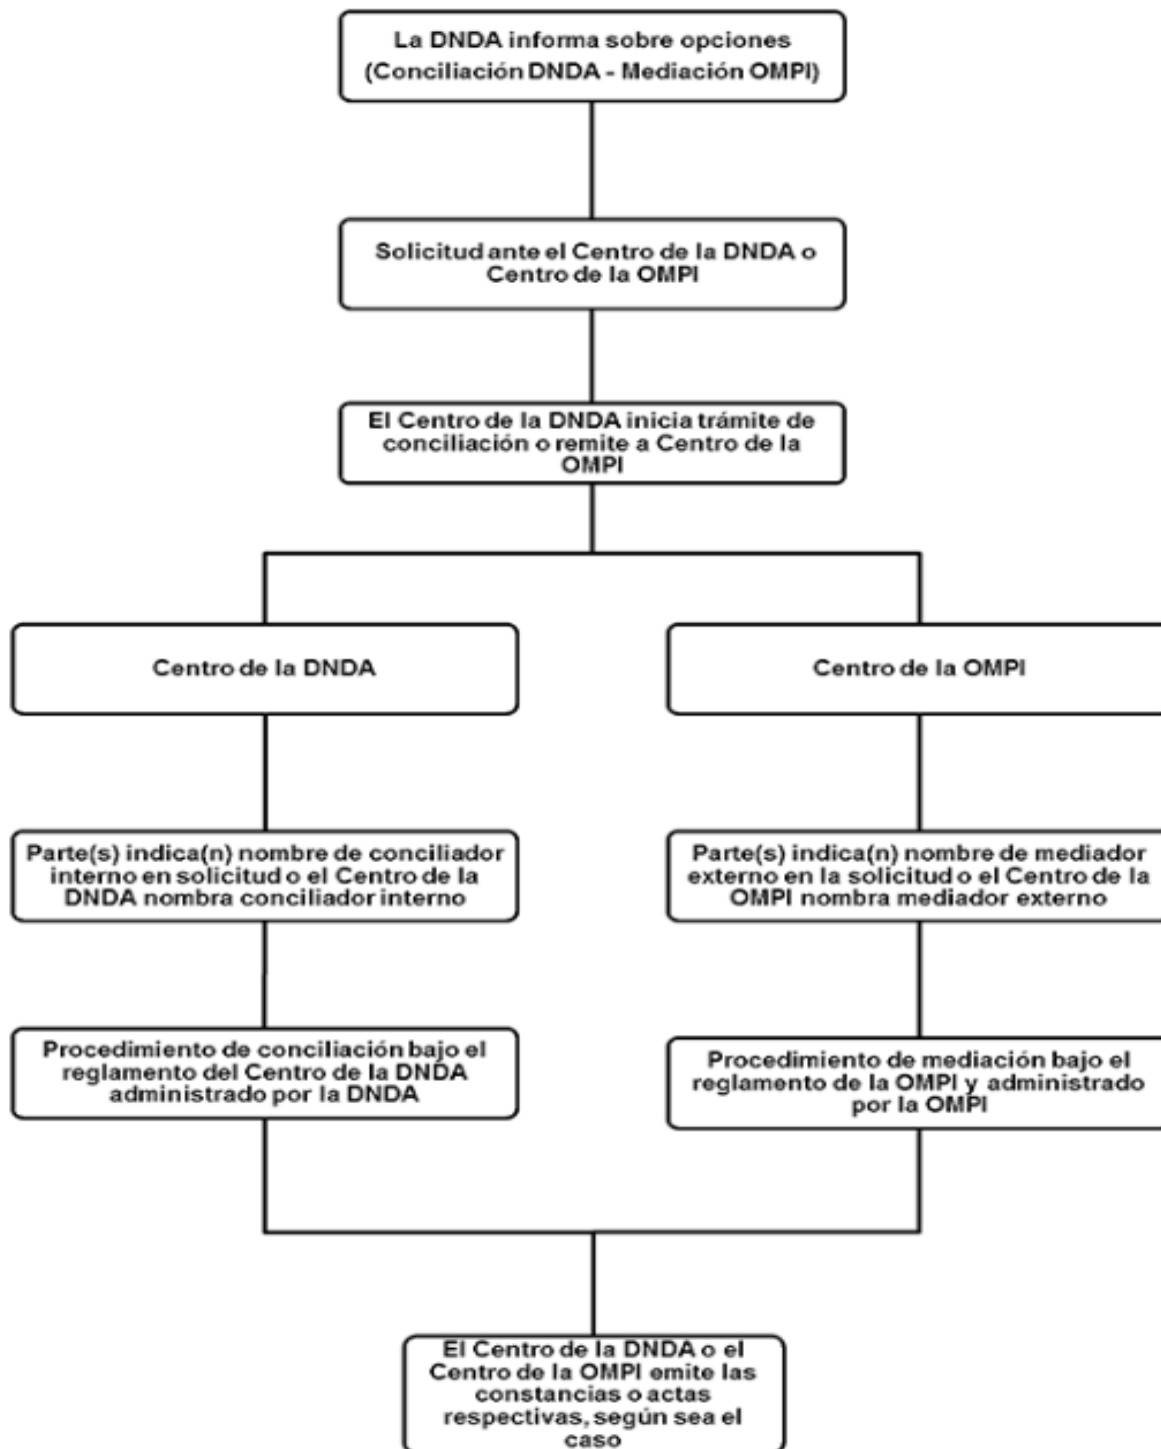 La DNDA informa sobre opciones
(Conciliación DNDA - Mediación OMPI)
Solicitud ante el Centro de la DNDA o
Centro de la OMPI
El Centro de la DNDA inicia trámite de
conciliación o remite a Centro de la
OMPI
Centro de la DNDA
Centro de la OMPI
Parte(s) indica(n) nombre de conciliador
interno en solicitud o el Centro de la
DNDA nombra conciliador interno
Parte(s) indica(n) nombre de mediador
externo en la solicitud o el Centro de la
OMPI nombra mediador externo
Procedimiento de conciliación bajo el
reglamento del Centro de la DNDA
administrado por la DNDA
Procedimiento de mediación bajo el
reglamento de la OMPI y administrado
por la OMPI
El Centro de la DNDA o el
Centro de la OMPI emite las
constancias o actas
respectivas, según sea el
caso